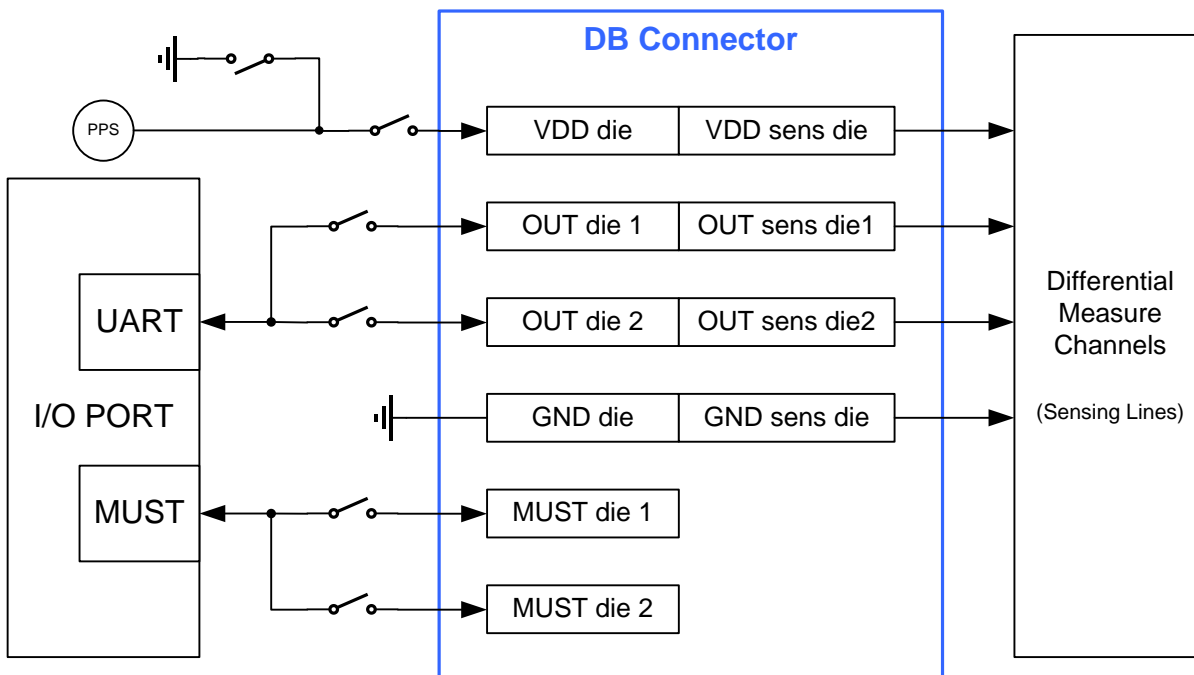 DB Connector
PPS
VDD die
VDD sens die
OUT die 1
OUT sens die1
UART
OUT die 2
OUT sens die2
Differential
Measure
Channels
I/O PORT
GND die
GND sens die
(Sensing Lines)
MUST
MUST die 1
MUST die 2